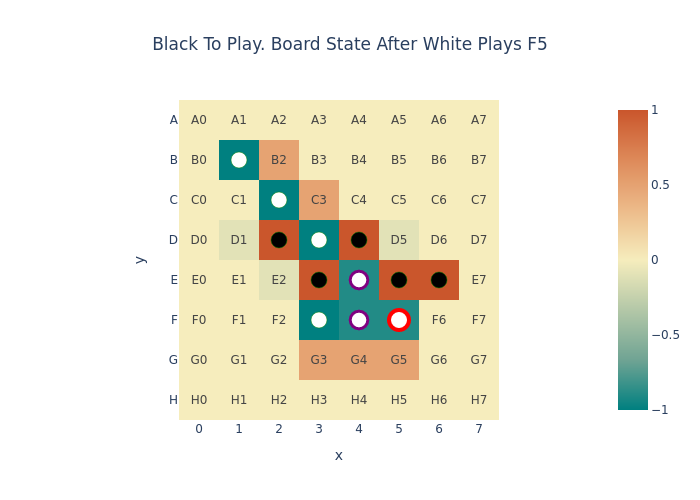 Black To Play. Board State After White Plays F5
A A0 A1 A2 A3 A4 A5 A6 A7 1
B B0 B2 B3 B4 B5 B6 B7 0.5
C C0 C1 C3 C4 C5 C6 C7
D D0 D1 D5 D6 D7 0
y
E E0 E1 E2 E7
F F0 F1 F2 F6 F7 −0.5
G G0 G1 G2 G3 G4 G5 G6 G7
H H0 H1 H2 H3 H4 H5 H6 H7 −1
0 1 2 3 4 5 6 7
x